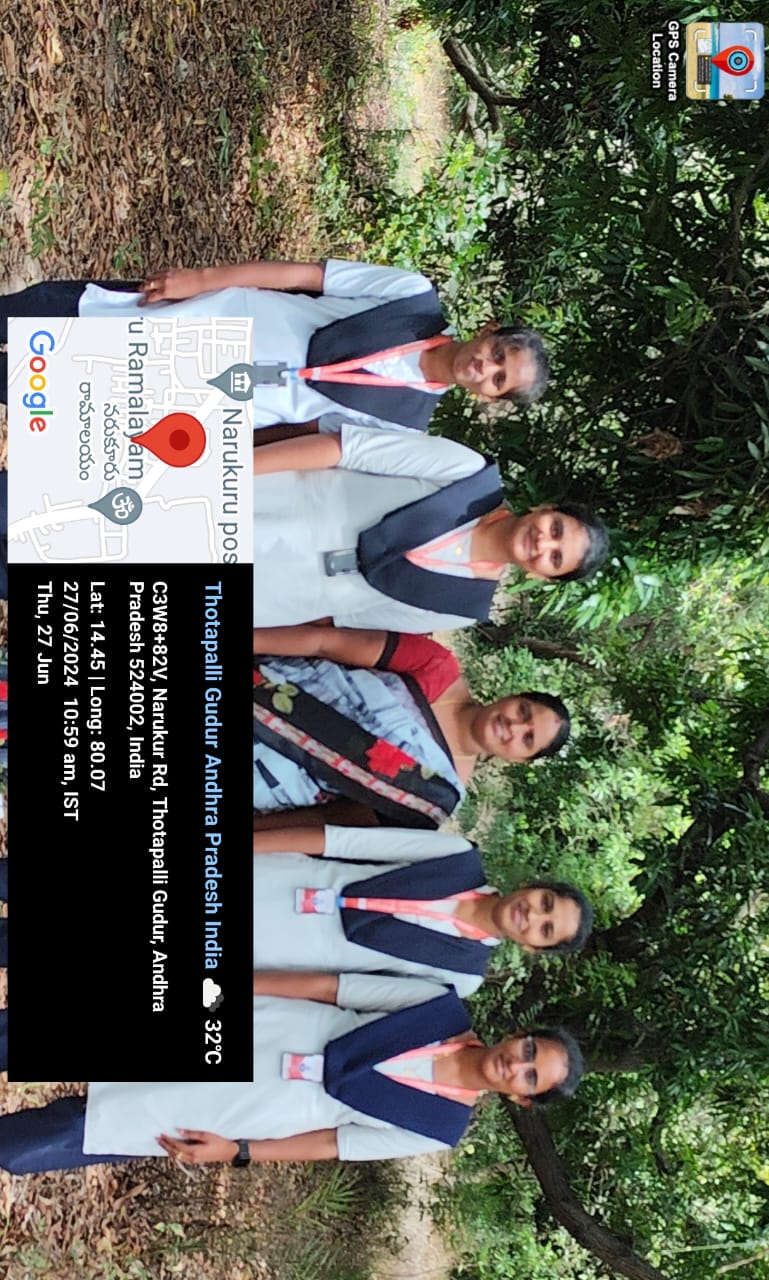 GPS Camera
Location
Narukuru pos
ru Ramalayam
నరుకూరు
రామాలయం
Google
Thotapalli Gudur Andhra Pradesh India 32°C
C3W8+82V, Narukur Rd, Thotapalli Gudur, Andhra
Pradesh 524002, India
Lat: 14.45 | Long: 80.07
27/06/2024 10:59 am, IST
Thu, 27 Jun